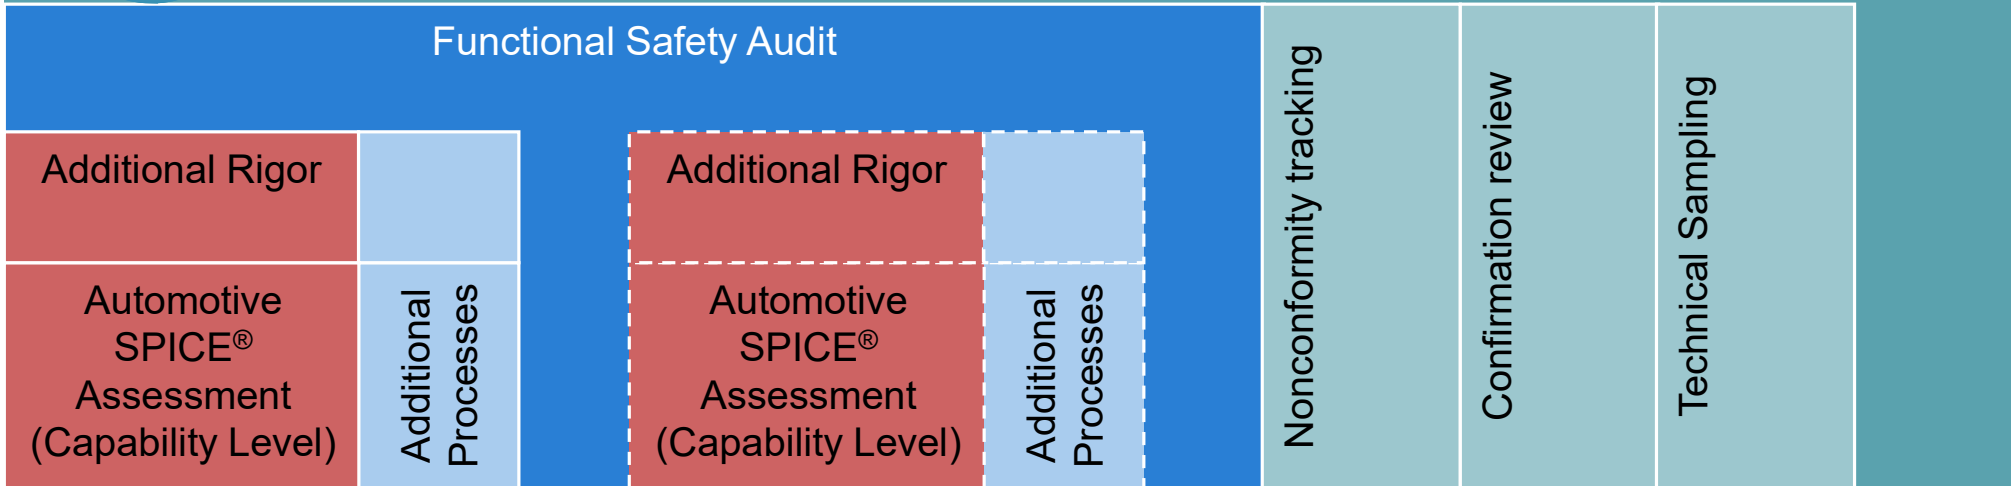 Functional Safety Audit
Additional Rigor
Automotive
SPICE®
Assessment
(Capability Level)
Additional
Processes
Additional Rigor
Automotive
SPICE®
Assessment
(Capability Level)
Additional
Processes
Nonconformity tracking
Confirmation review
Technical Sampling